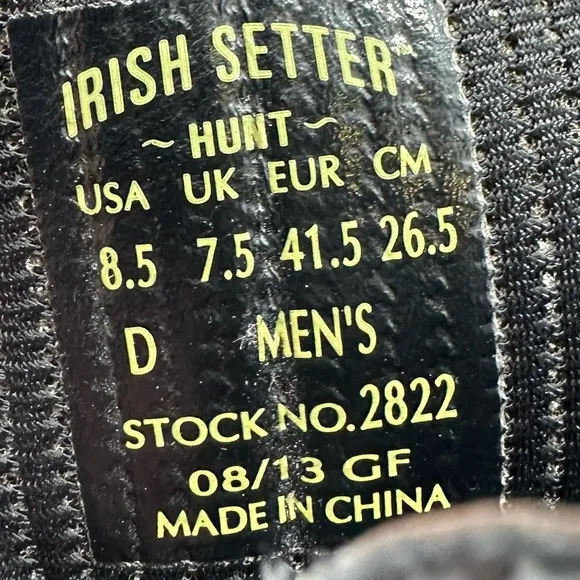 IRISH SETTER™
~ HUNT ~
USA UK EUR CM
8.5 7.5 41.5 26.5
D MEN'S
STOCK NO. 2822
08/13 GF
MADE IN CHINA